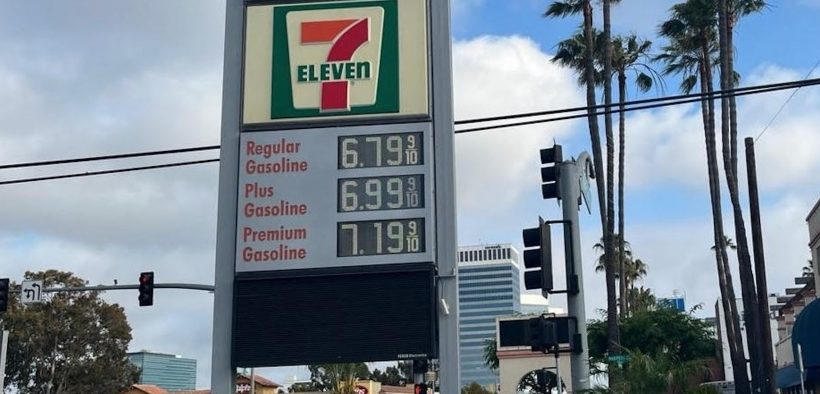 7
ELEVEN
Regular
Gasoline
6.79 9/10
Plus
Gasoline
6.99 9/10
Premium
Gasoline
7.19 9/10